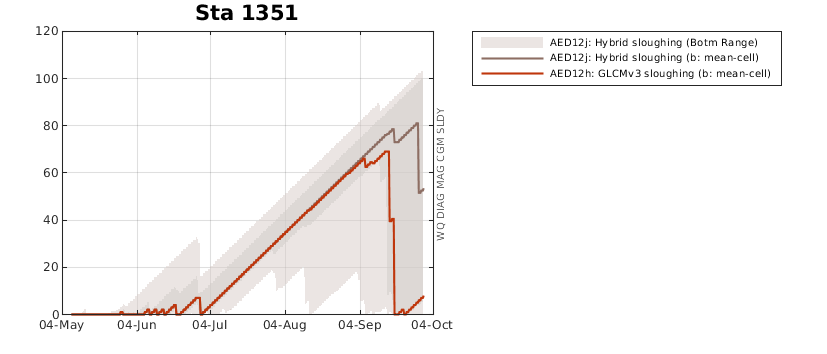 Sta 1351
120
100
80
60
40
20
0
04-May
04-Jun
04-Jul
04-Aug
04-Sep
04-Oct
WQ DIAG MAG CGM SLDY
AED12j: Hybrid sloughing (Botm Range)
AED12j: Hybrid sloughing (b: mean-cell)
AED12h: GLCMv3 sloughing (b: mean-cell)